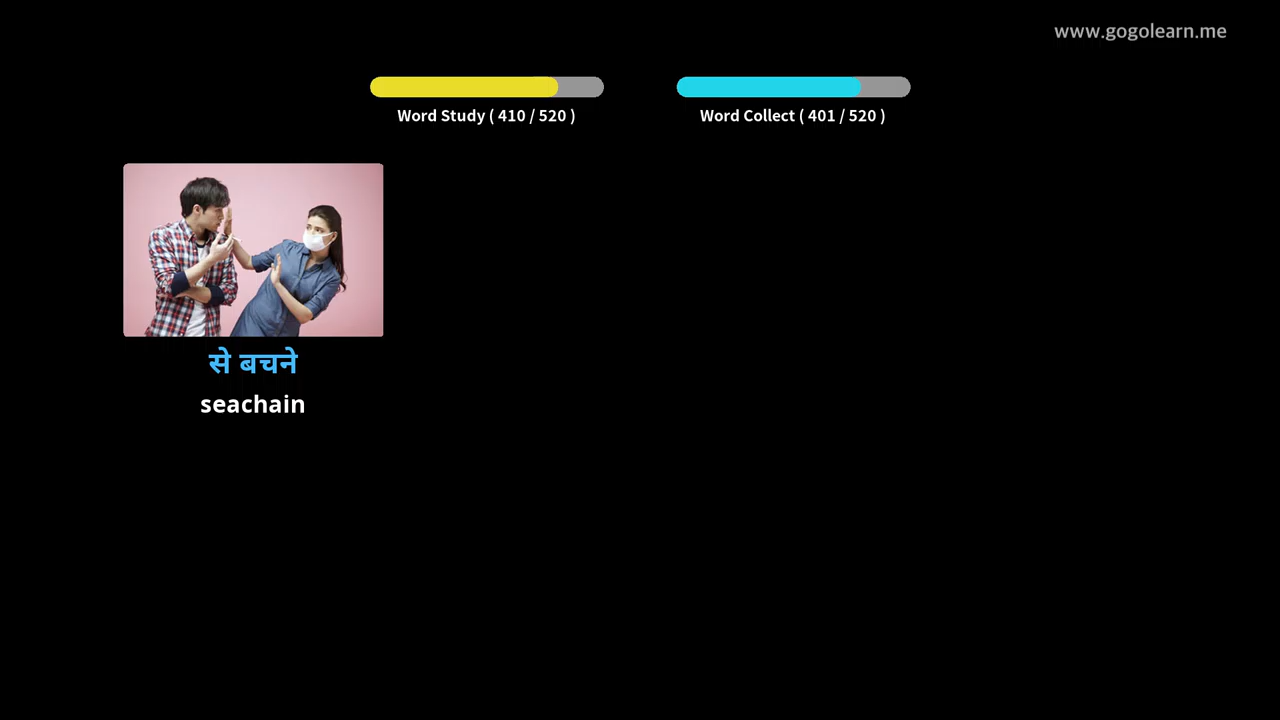 www.gogolearn.me
Word Study ( 410 / 520 )
Word Collect ( 401 / 520 )
से बचने
seachain